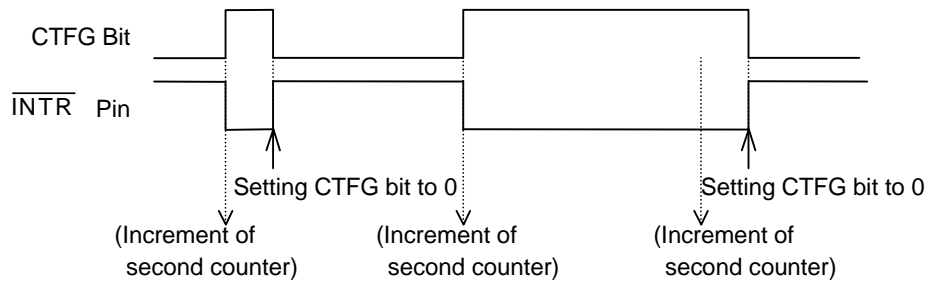 CTFG Bit
INTR Pin
Setting CTFG bit to 0
Setting CTFG bit to 0
(Increment of
second counter)
(Increment of
second counter)
(Increment of
second counter)